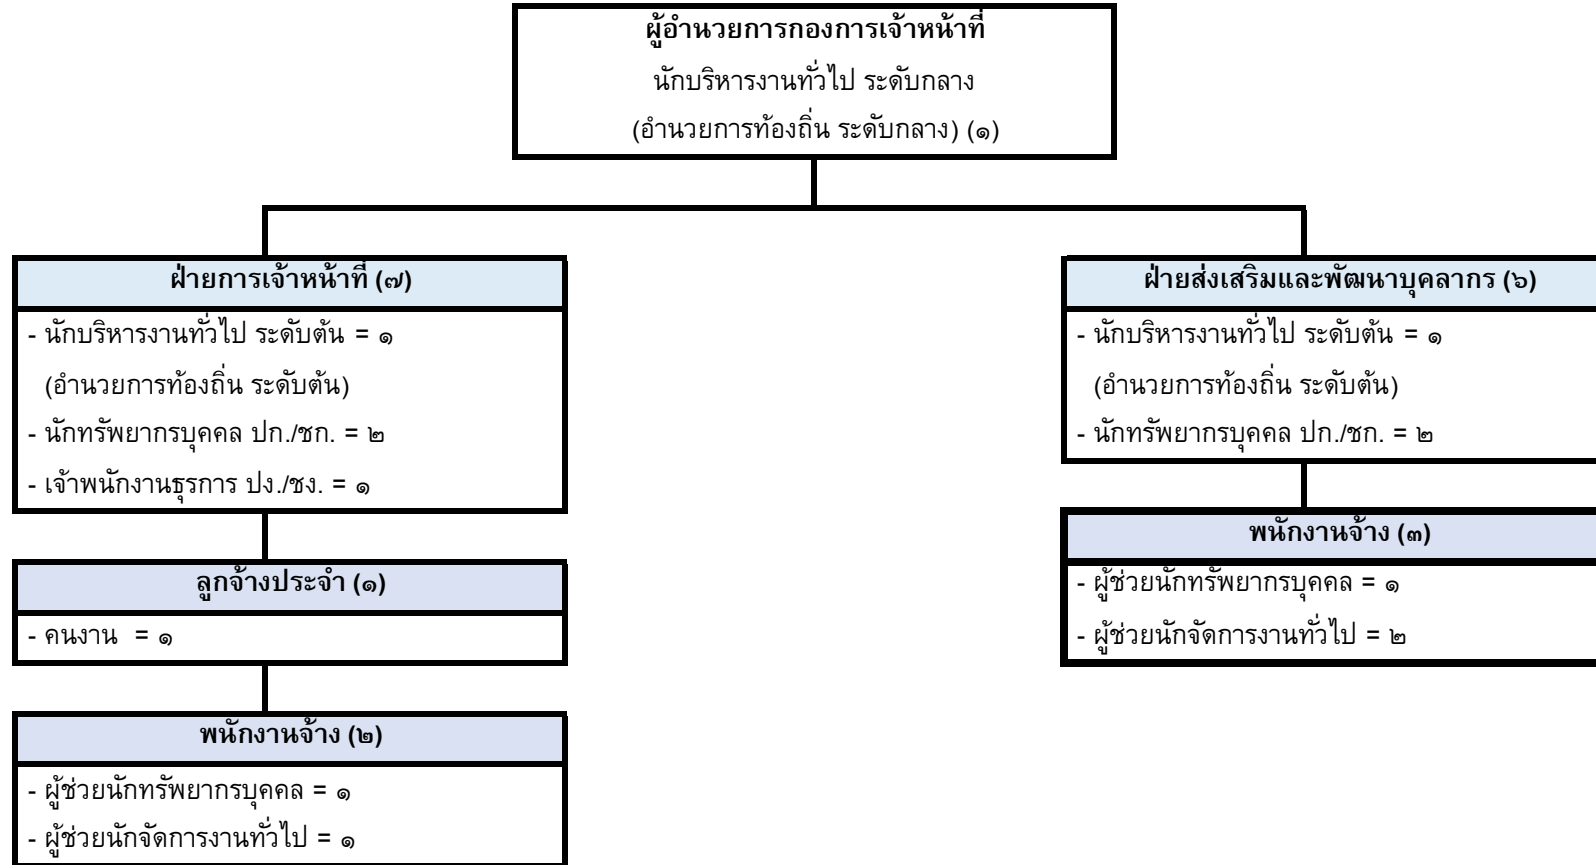 ผู้อำนวยการกองการเจ้าหน้าที่
นักบริหารงานทั่วไป ระดับกลาง
(อำนวยการท้องถิ่น ระดับกลาง) (๑)
ฝ่ายการเจ้าหน้าที่ (๗)
- นักบริหารงานทั่วไป ระดับต้น = ๑
(อำนวยการท้องถิ่น ระดับต้น)
- นักทรัพยากรบุคคล ปก./ชก. = ๒
- เจ้าพนักงานธุรการ ปง./ชง. = ๑
ลูกจ้างประจำ (๑)
- คนงาน = ๑
พนักงานจ้าง (๒)
- ผู้ช่วยนักทรัพยากรบุคคล = ๑
- ผู้ช่วยนักจัดการงานทั่วไป = ๑
ฝ่ายส่งเสริมและพัฒนาบุคลากร (๖)
- นักบริหารงานทั่วไป ระดับต้น = ๑
(อำนวยการท้องถิ่น ระดับต้น)
- นักทรัพยากรบุคคล ปก./ชก. = ๒
พนักงานจ้าง (๓)
- ผู้ช่วยนักทรัพยากรบุคคล = ๑
- ผู้ช่วยนักจัดการงานทั่วไป = ๒